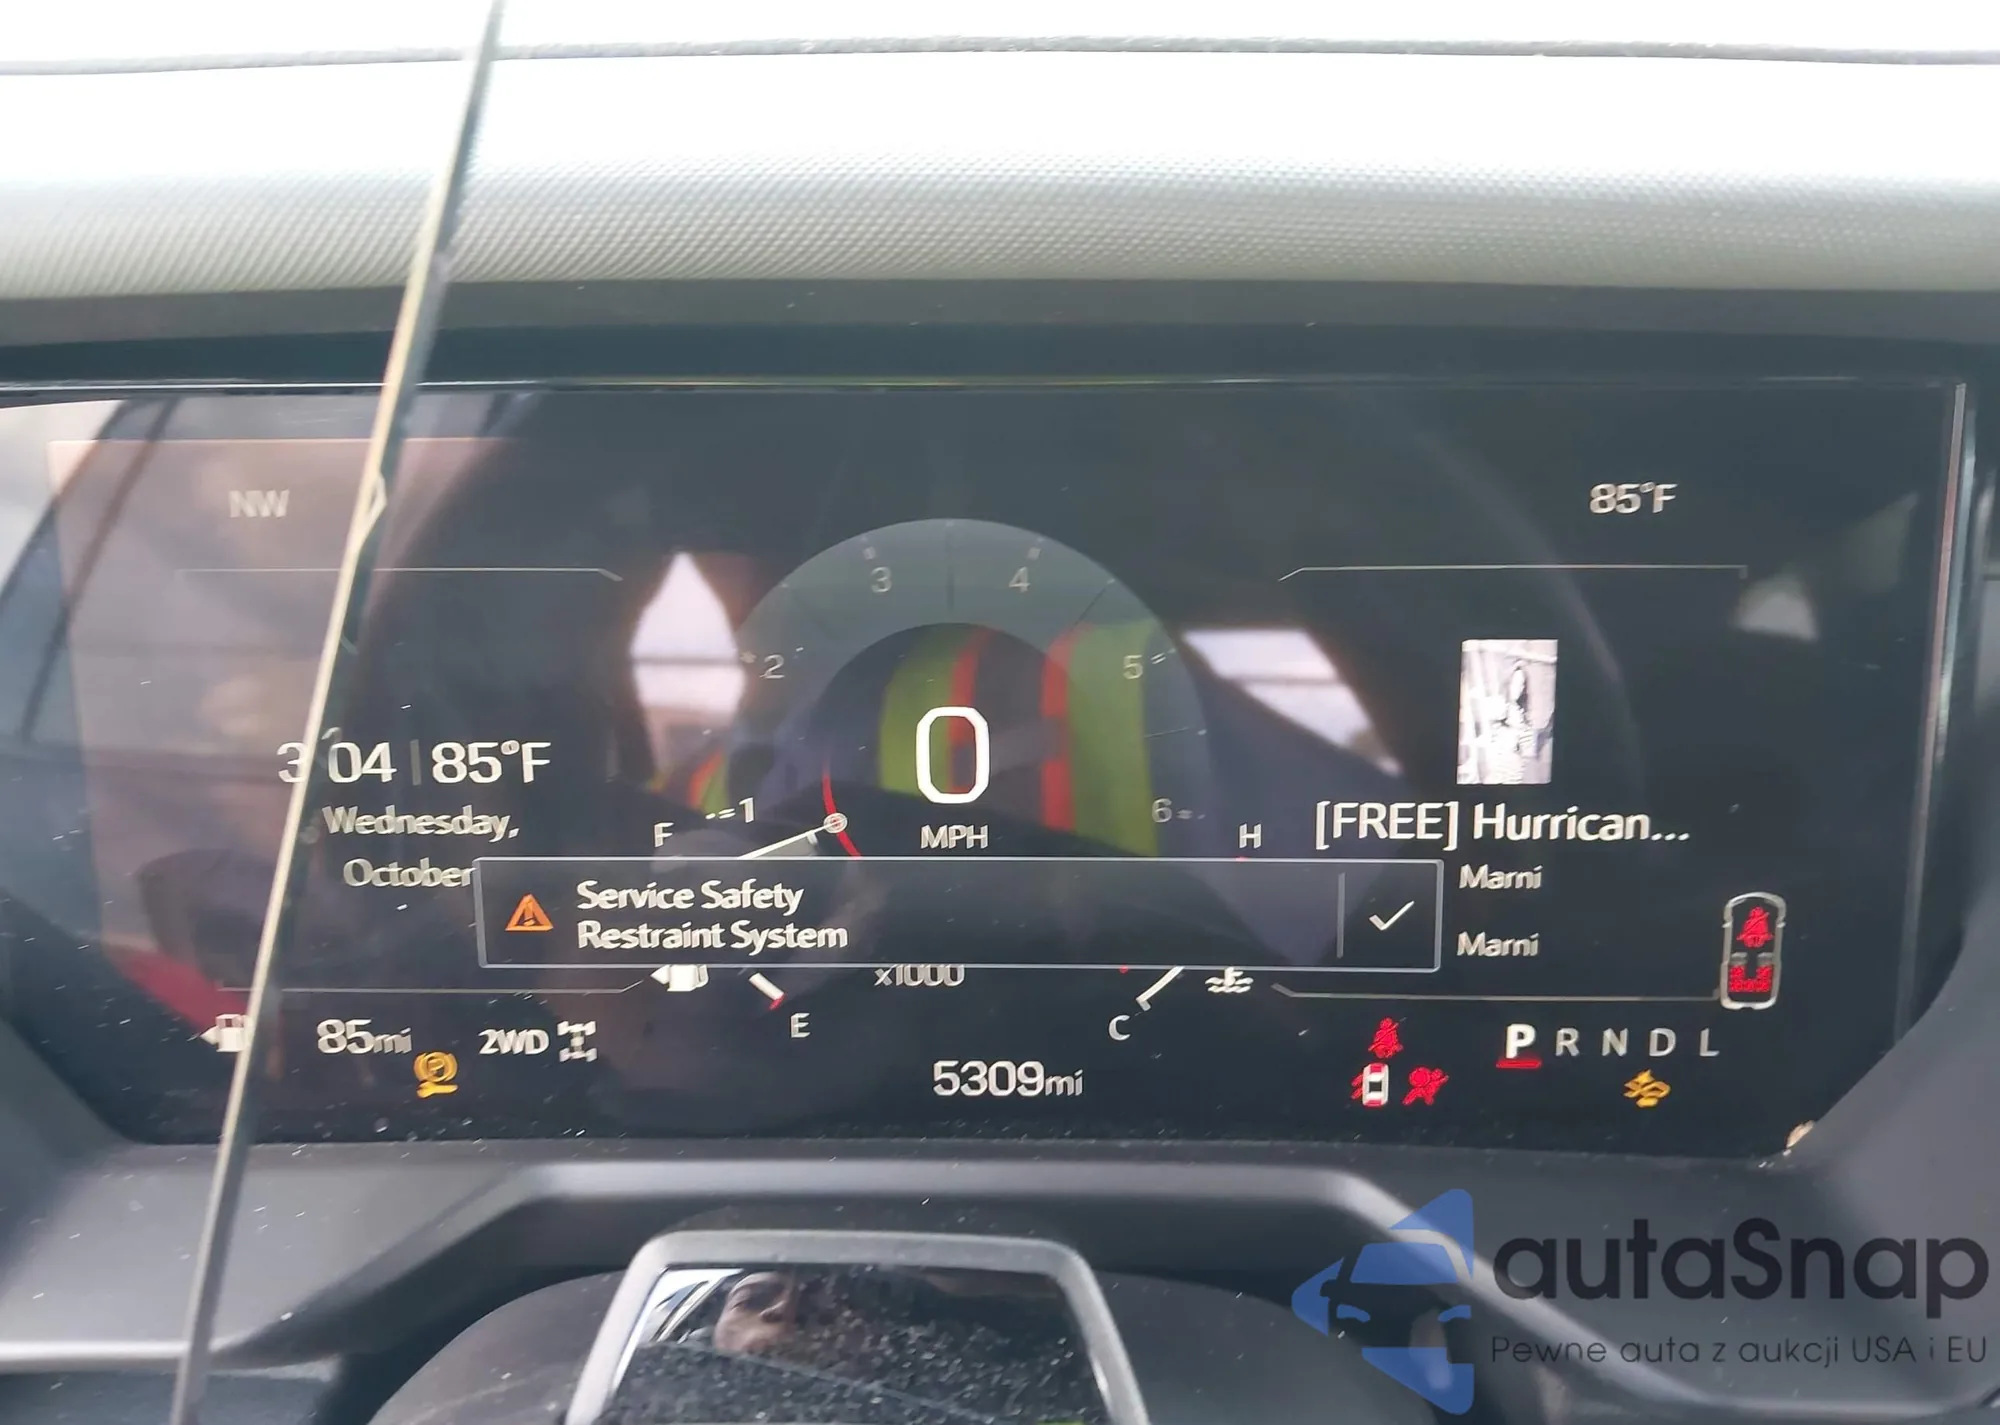 NW
85°F
3 4
2 5
3:04 | 85°F
0
Wednesday,
F 1 6 H
MPH
[FREE] Hurrican...
October
Marni
Service Safety
Restraint System
Marni
x1000
E C
85mi
2WD
P R N D L
5309mi
autaSnap
Pewne auta z aukcji USA i EU